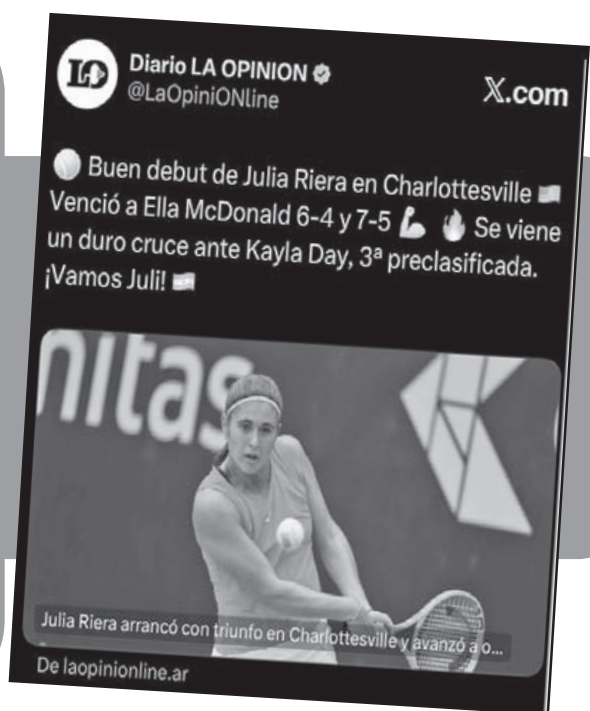 LO
Diario LA OPINION
@LaOpiniONline
X.com
Buen debut de Julia Riera en Charlottesville
Venció a Ella McDonald 6-4 y 7-5 Se viene
un duro cruce ante Kayla Day, 3ª preclasificada.
¡Vamos Juli!
nitas
Julia Riera arrancó con triunfo en Charlottesville y avanzó a o...
De laopinionline.ar